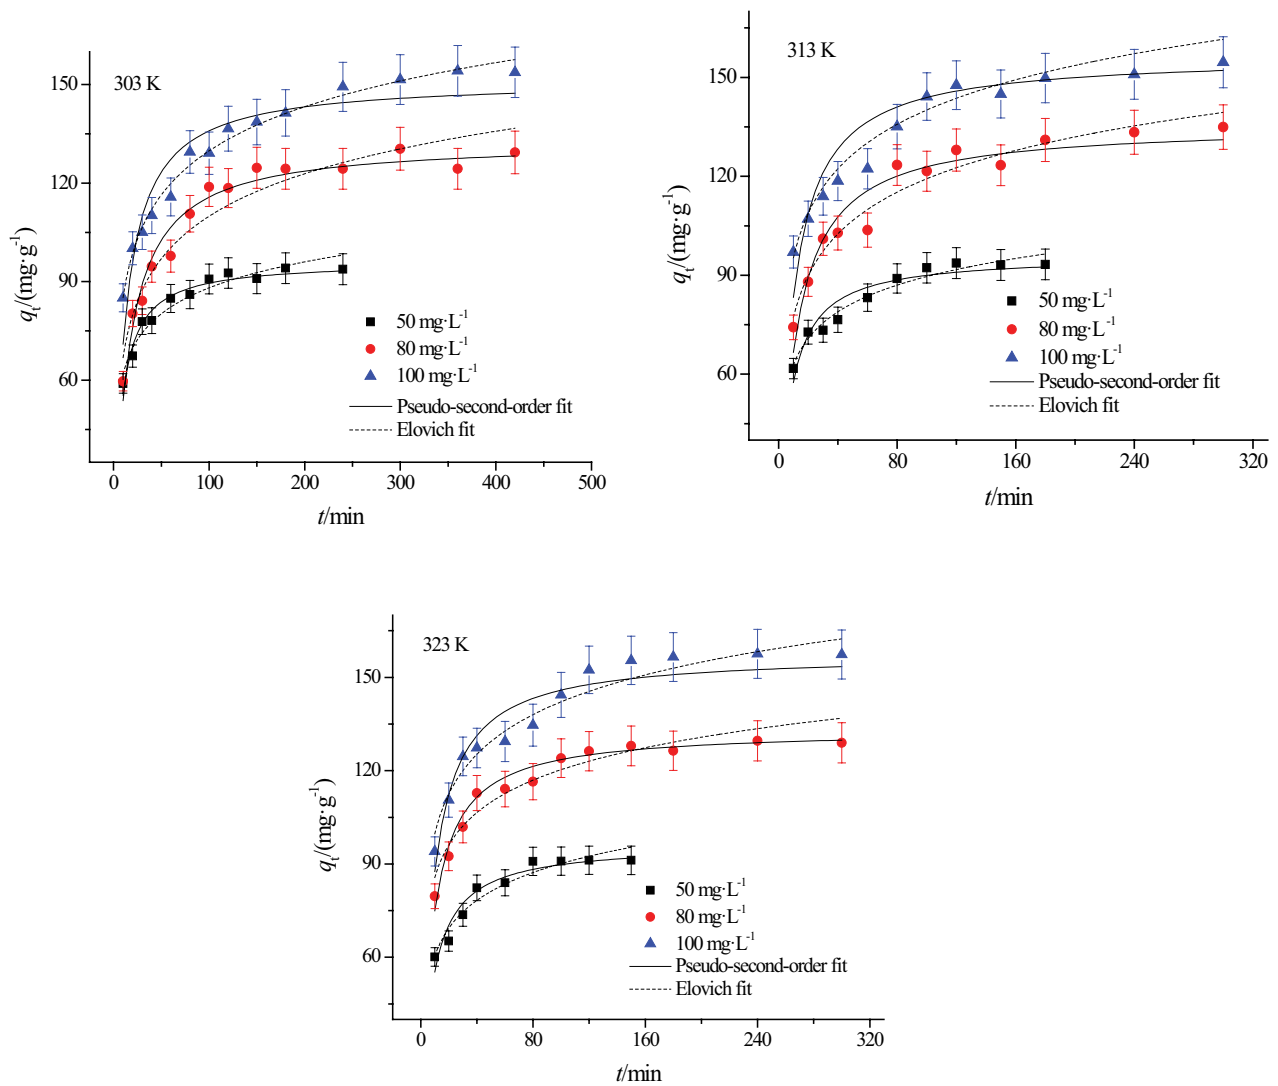 303 K
150
120
90
60
qt/(mg·g-1)
50 mg·L-1
80 mg·L-1
100 mg·L-1
Pseudo-second-order fit
Elovich fit
0 100 200 300 400 500
t/min
313 K
150
120
90
60
qt/(mg·g-1)
50 mg·L-1
80 mg·L-1
100 mg·L-1
Pseudo-second-order fit
Elovich fit
0 80 160 240 320
t/min
323 K
150
120
90
60
qt/(mg·g-1)
50 mg·L-1
80 mg·L-1
100 mg·L-1
Pseudo-second-order fit
Elovich fit
0 80 160 240 320
t/min